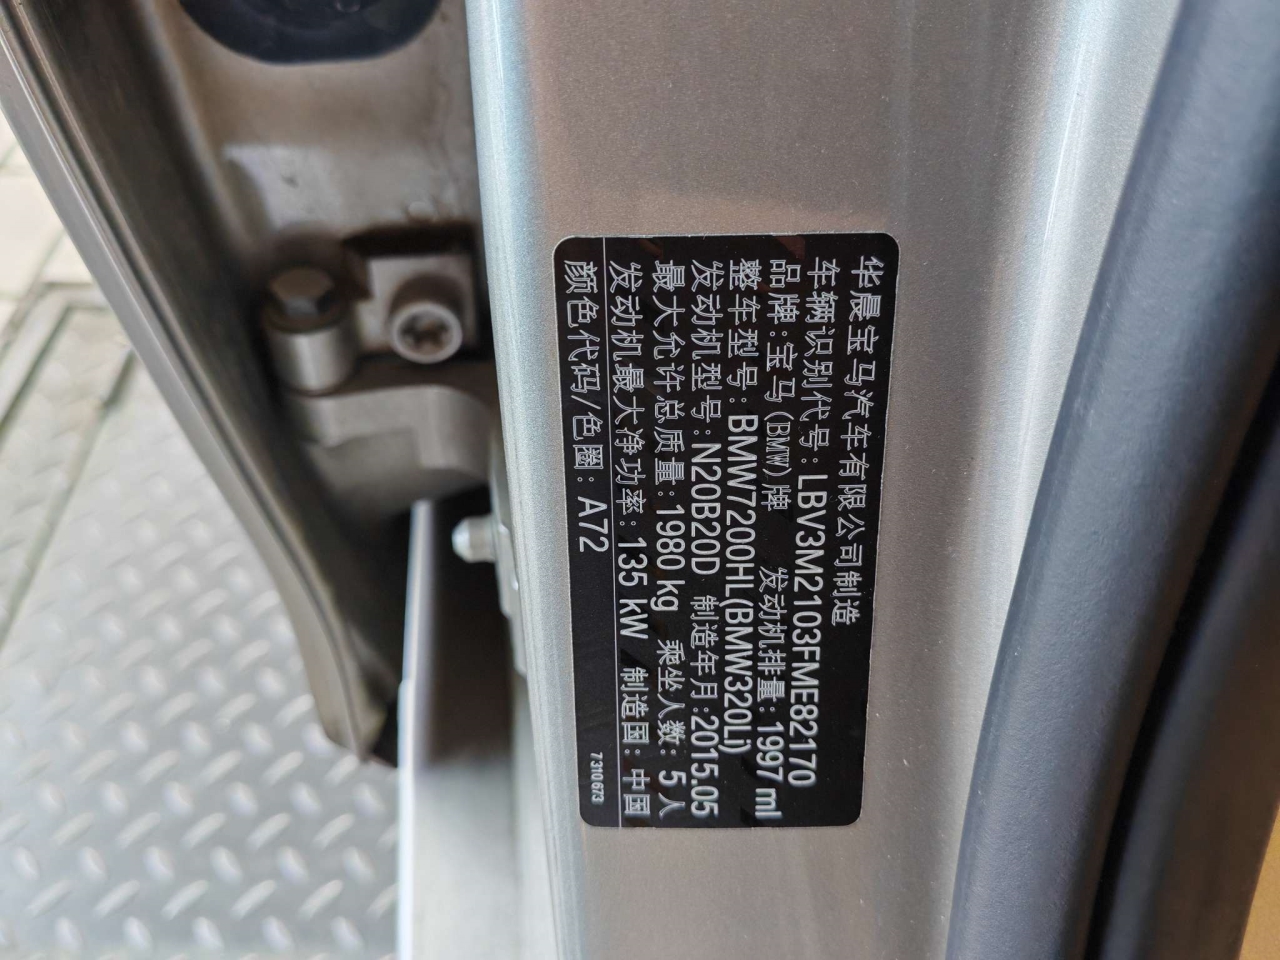 华晨宝马汽车有限公司制造
车辆识别代号: LBV3M2103FME82170
品牌: 宝马(BMW)牌 发动机排量: 1997 ml
整车型号: BMW7200HL(BMW320Li)
发动机型号: N20B20D 制造年月: 2015.05
最大允许总质量: 1980 kg 乘坐人数: 5 人
发动机最大净功率: 135 kW 制造国: 中国
颜色代码/色圈: A72 7310673